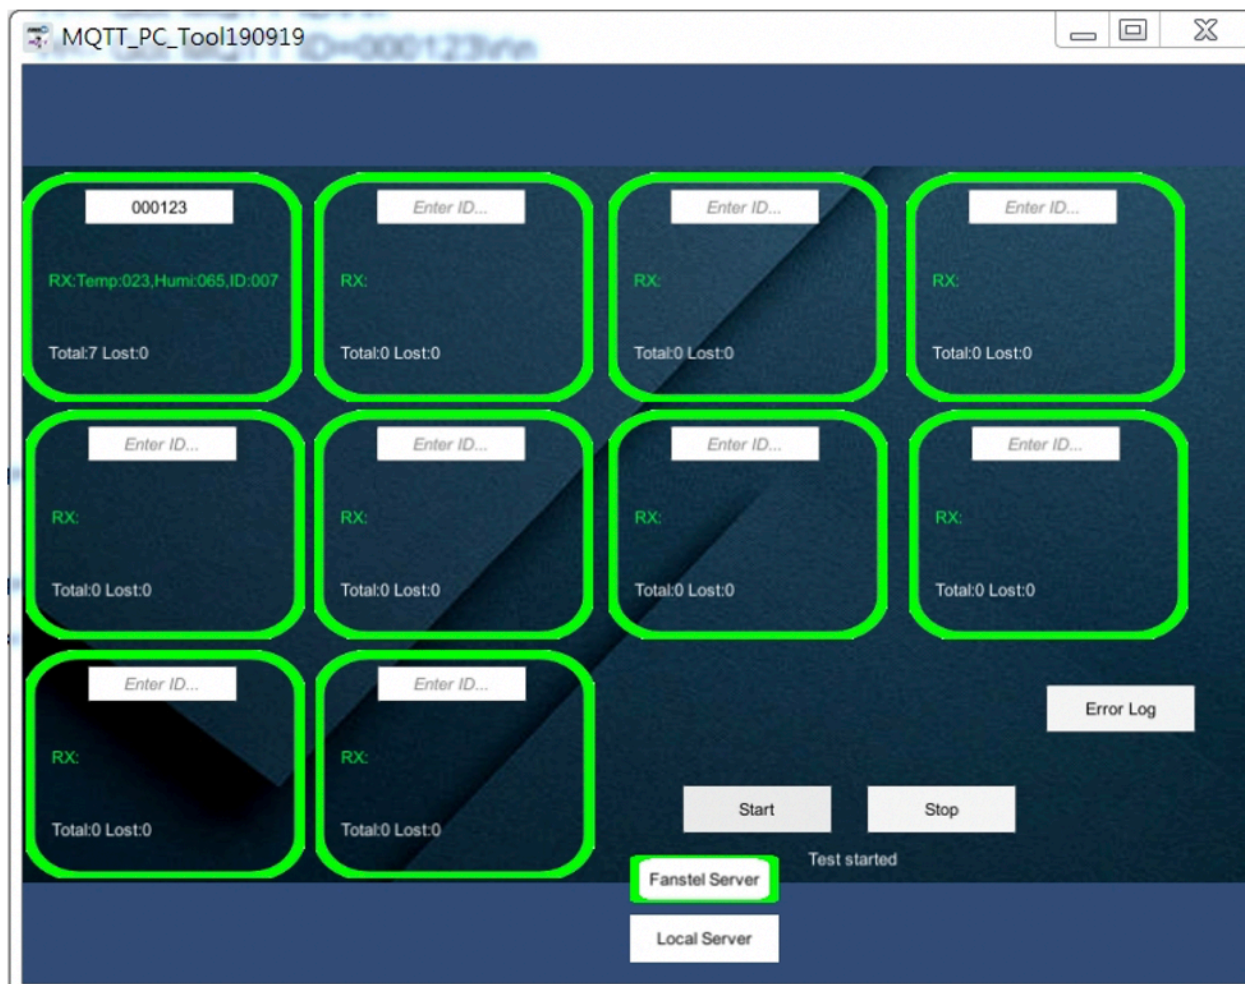 MQTT_PC_Tool190919
000123
Enter ID...
Enter ID...
Enter ID...
RX:Temp:023,Humi:065,ID:007
RX:
RX:
RX:
Total:7 Lost:0
Total:0 Lost:0
Total:0 Lost:0
Total:0 Lost:0
Enter ID...
Enter ID...
Enter ID...
Enter ID...
RX:
RX:
RX:
RX:
Total:0 Lost:0
Total:0 Lost:0
Total:0 Lost:0
Total:0 Lost:0
Enter ID...
Enter ID...
RX:
RX:
Total:0 Lost:0
Total:0 Lost:0
Error Log
Start
Stop
Test started
Fanstel Server
Local Server